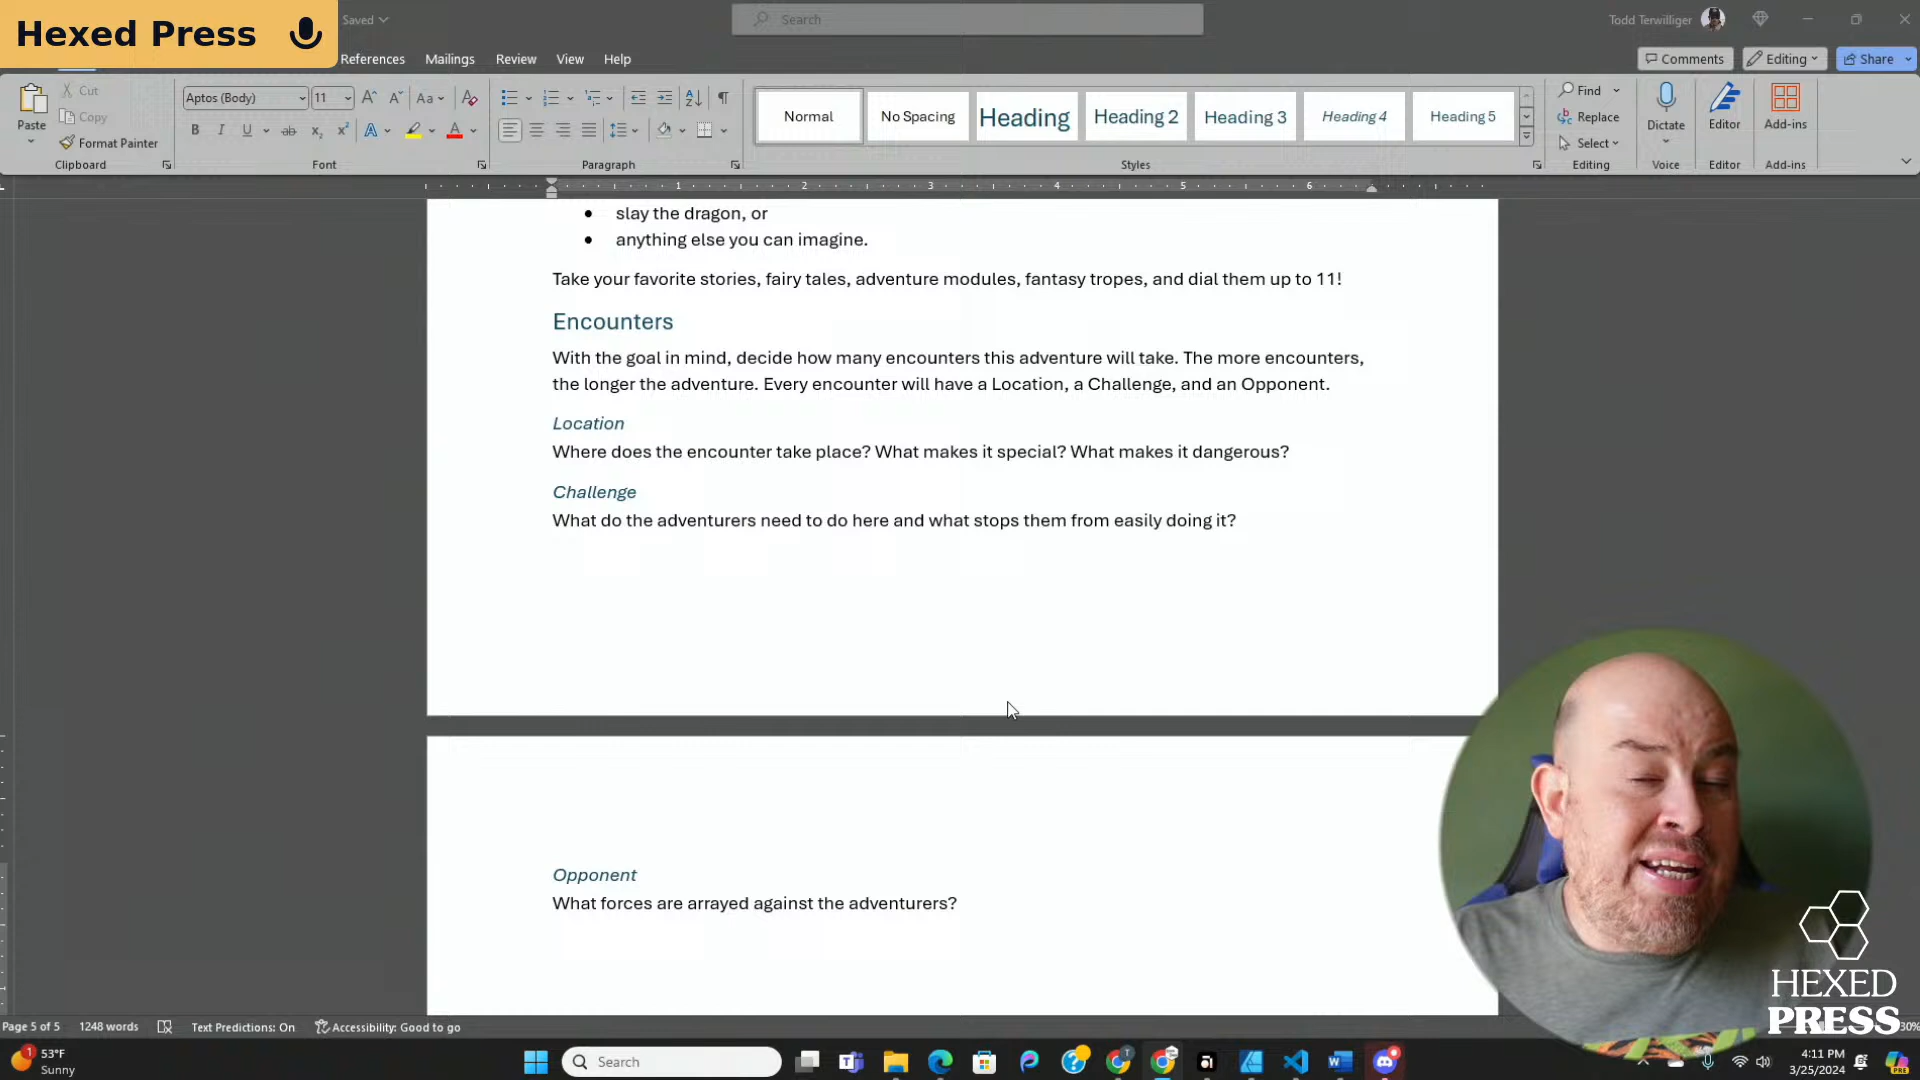 Hexed Press
Saved
Search
Todd Terwilliger
References Mailings Review View Help
Comments Editing Share
Paste
Cut
Copy
Format Painter
Clipboard
Aptos (Body) 11
Font
Paragraph
Normal No Spacing Heading Heading 2 Heading 3 Heading 4 Heading 5
Styles
Find
Replace
Select
Editing
Dictate
Voice
Editor
Editor
Add-ins
Add-ins
1 2 3 4 5 6
• slay the dragon, or
• anything else you can imagine.
Take your favorite stories, fairy tales, adventure modules, fantasy tropes, and dial them up to 11!
Encounters
With the goal in mind, decide how many encounters this adventure will take. The more encounters,
the longer the adventure. Every encounter will have a Location, a Challenge, and an Opponent.
Location
Where does the encounter take place? What makes it special? What makes it dangerous?
Challenge
What do the adventurers need to do here and what stops them from easily doing it?
Opponent
What forces are arrayed against the adventurers?
HEXED
PRESS
Page 5 of 5 1248 words Text Predictions: On Accessibility: Good to go
53°F
Sunny
Search
4:11 PM
3/25/2024